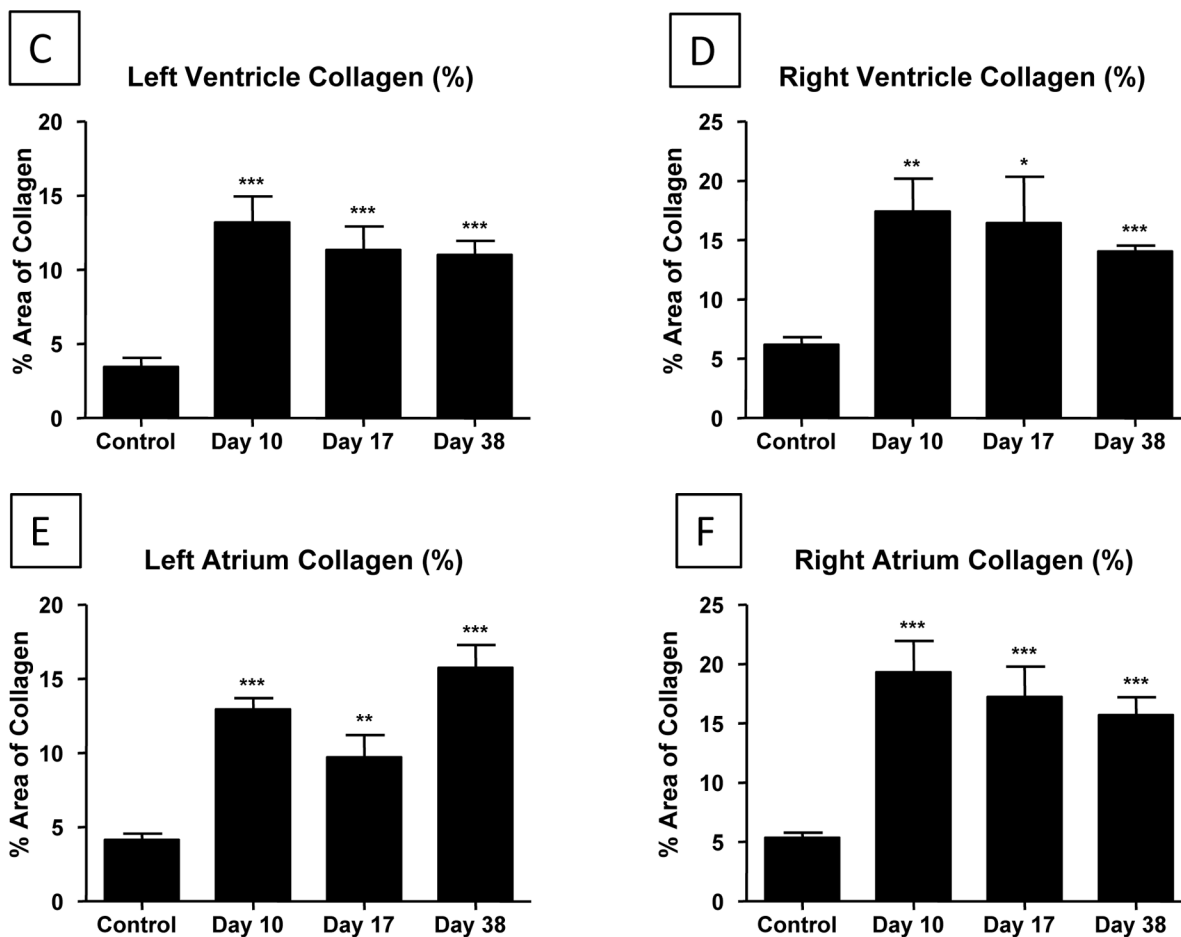 C
Left Ventricle Collagen (%)
% Area of Collagen
20
15
10
5
0
***
***
***
Control Day 10 Day 17 Day 38
D
Right Ventricle Collagen (%)
% Area of Collagen
25
20
15
10
5
0
**
*
***
Control Day 10 Day 17 Day 38
E
Left Atrium Collagen (%)
% Area of Collagen
20
15
10
5
0
***
**
***
Control Day 10 Day 17 Day 38
F
Right Atrium Collagen (%)
% Area of Collagen
25
20
15
10
5
0
***
***
***
Control Day 10 Day 17 Day 38